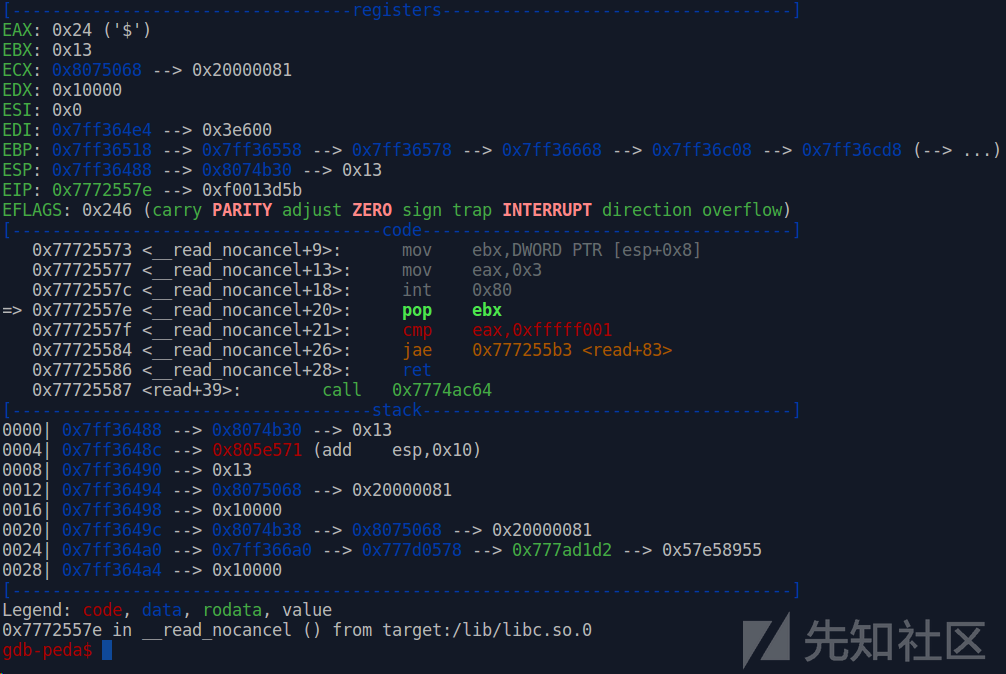 [----------------------------------registers-----------------------------------]
EAX: 0x24 ('$')
EBX: 0x13
ECX: 0x8075068 --> 0x20000081
EDX: 0x10000
ESI: 0x0
EDI: 0x7ff364e4 --> 0x3e600
EBP: 0x7ff36518 --> 0x7ff36558 --> 0x7ff36578 --> 0x7ff36668 --> 0x7ff36c08 --> 0x7ff36cd8 (--> ...)
ESP: 0x7ff36488 --> 0x8074b30 --> 0x13
EIP: 0x7772557e --> 0xf0013d5b
EFLAGS: 0x246 (carry PARITY adjust ZERO sign trap INTERRUPT direction overflow)
[-------------------------------------code-------------------------------------]
0x77725573 <__read_nocancel+9>: mov ebx,DWORD PTR [esp+0x8]
0x77725577 <__read_nocancel+13>: mov eax,0x3
0x7772557c <__read_nocancel+18>: int 0x80
=> 0x7772557e <__read_nocancel+20>: pop ebx
0x7772557f <__read_nocancel+21>: cmp eax,0xfffff001
0x77725584 <__read_nocancel+26>: jae 0x777255b3 <read+83>
0x77725586 <__read_nocancel+28>: ret
0x77725587 <read+39>: call 0x7774ac64
[------------------------------------stack-------------------------------------]
0000| 0x7ff36488 --> 0x8074b30 --> 0x13
0004| 0x7ff3648c --> 0x805e571 (add esp,0x10)
0008| 0x7ff36490 --> 0x13
0012| 0x7ff36494 --> 0x8075068 --> 0x20000081
0016| 0x7ff36498 --> 0x10000
0020| 0x7ff3649c --> 0x8074b38 --> 0x8075068 --> 0x20000081
0024| 0x7ff364a0 --> 0x7ff366a0 --> 0x777d0578 --> 0x777ad1d2 --> 0x57e58955
0028| 0x7ff364a4 --> 0x10000
[------------------------------------------------------------------------------]
Legend: code, data, rodata, value
0x7772557e in __read_nocancel () from target:/lib/libc.so.0
gdb-peda$
先知社区